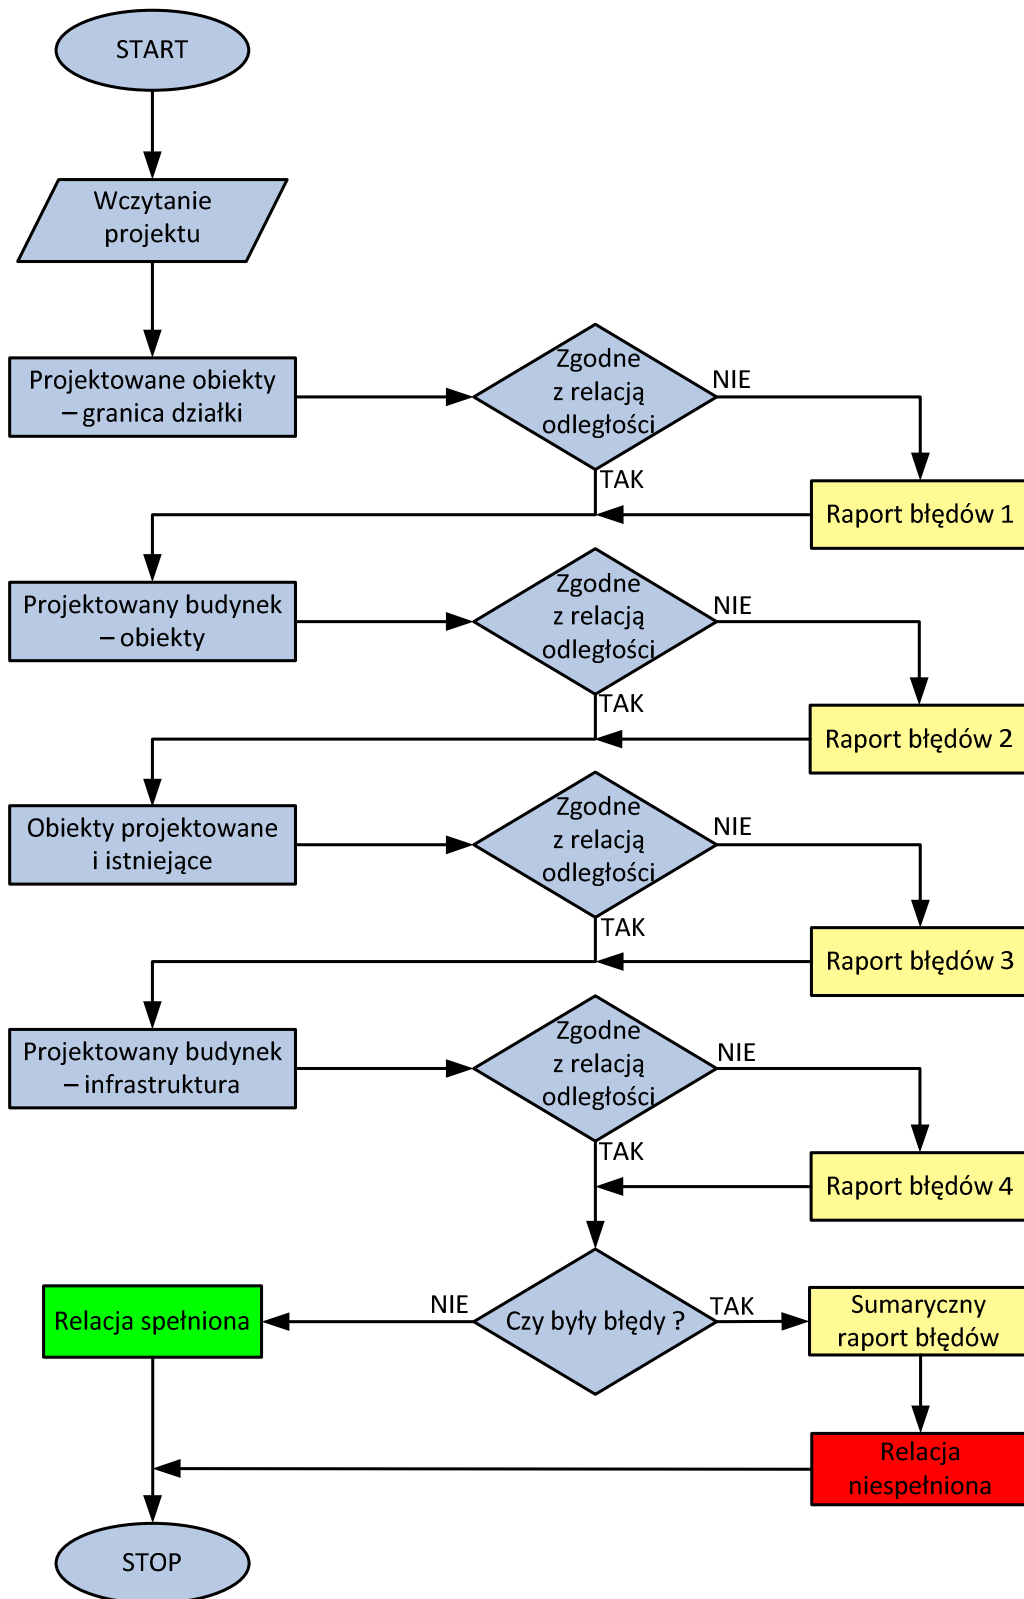 START
Wczytanie
projektu
Projektowane obiekty
– granica działki
Zgodne
z relacją
odległości
NIE
TAK
Raport błędów 1
Projektowany budynek
– obiekty
Zgodne
z relacją
odległości
NIE
TAK
Raport błędów 2
Obiekty projektowane
i istniejące
Zgodne
z relacją
odległości
NIE
TAK
Raport błędów 3
Projektowany budynek
– infrastruktura
Zgodne
z relacją
odległości
NIE
TAK
Raport błędów 4
Relacja spełniona
NIE
Czy były błędy ?
TAK
Sumaryczny
raport błędów
Relacja
niespełniona
STOP